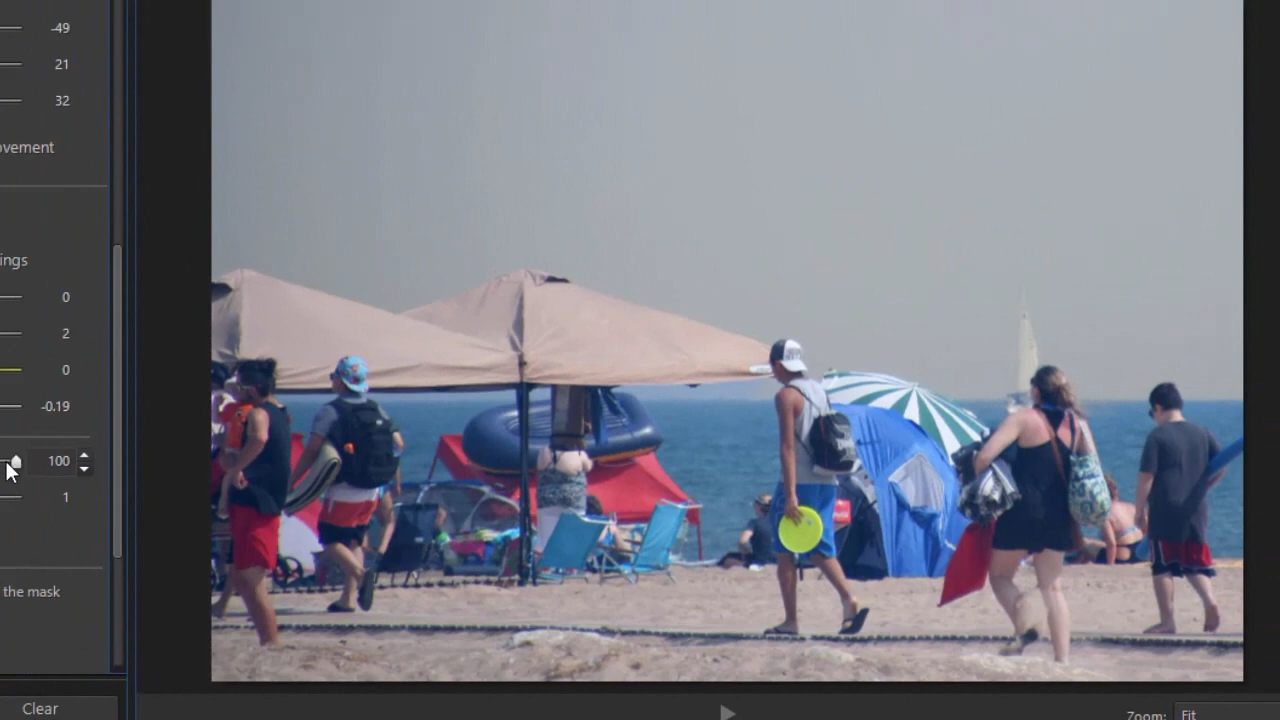 -49
21
32
ovement
ings
0
2
0
-0.19
100
1
the mask
Clear
Zoom:
Fit